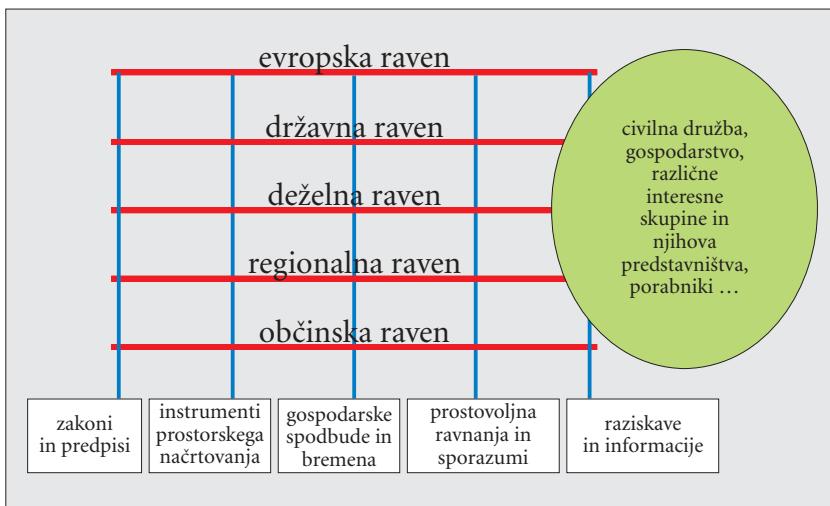 evropska raven
državna raven
deželna raven
regionalna raven
občinska raven
civilna družba,
gospodarstvo,
različne
interesne
skupine in
njihova
predstavništva,
porabniki …
zakoni
in predpisi
instrumenti
prostorskega
načrtovanja
gospodarske
spodbude in
bremena
prostovoljna
ravnanja in
sporazumi
raziskave
in informacije